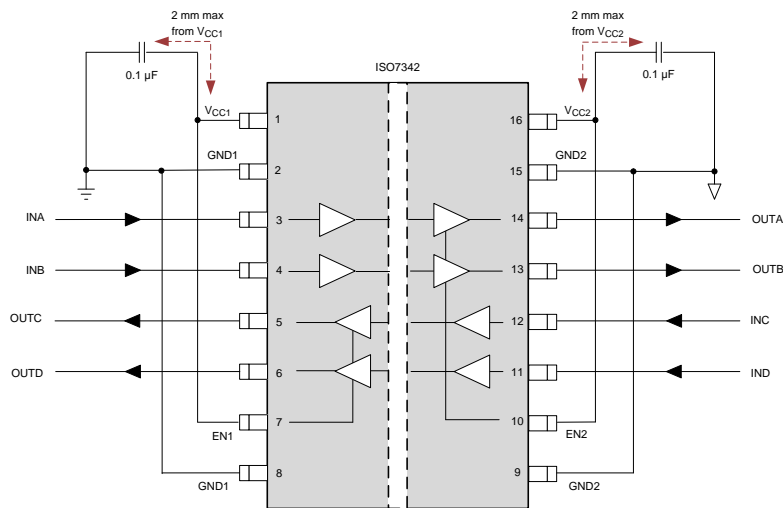 2 mm max
from VCC1
0.1 µF
2 mm max
from VCC2
0.1 µF
ISO7342
VCC1
1
16
VCC2
GND1
2
15
GND2
INA
3
14
OUTA
INB
4
13
OUTB
OUTC
5
12
INC
OUTD
6
11
IND
EN1
7
10
EN2
GND1
8
9
GND2